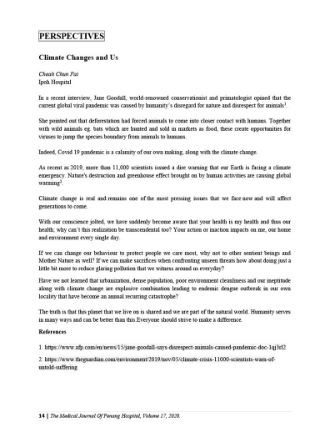 PERSPECTIVES
Climate Changes and Us
Cheah Chun Fai
Ipoh Hospital
In a recent interview, Jane Goodall, world-renowned conservationist and primatologist opined that the
current global viral pandemic was caused by humanity's disregard for nature and disrespect for animals1.
She pointed out that deforestation had forced animals to come into closer contact with humans. Together
with wild animals eg. bats which are hunted and sold in markets as food, these create opportunities for
viruses to jump the species boundary from animals to humans.
Indeed, Covid 19 pandemic is a calamity of our own making, along with the climate change.
As recent as 2019, more than 11,000 scientists issued a dire warning that our Earth is facing a climate
emergency. Nature's destruction and greenhouse effect brought on by human activities are causing global
warming2.
Climate change is real and remains one of the most pressing issues that we face now and will affect
generations to come.
With our conscience jolted, we have suddenly become aware that your health is my health and thus our
health; why can't this realization be transcendental too? Your action or inaction impacts on me, our home
and environment every single day.
If we can change our behaviour to protect people we care most, why not to other sentient beings and
Mother Nature as well? If we can make sacrifices when confronting unseen threats how about doing just a
little bit more to reduce glaring pollution that we witness around us everyday?
Have we not learned that urbanization, dense population, poor environment cleanliness and our ineptitude
along with climate change are explosive combination leading to endemic dengue outbreak in our own
locality that have become an annual recurring catastrophe?
The truth is that this planet that we live on is shared and we are part of the natural world. Humanity serves
in many ways and can be better than this.Everyone should strive to make a difference.
References
1. https://www.afp.com/en/news/15/jane-goodall-says-disrespect-animals-caused-pandemic-doc-
2. https://www.theguardian.com/environment/2019/nov/05/climate-crisis-11000-scientists-warn-of-
untold-suffering
14 | The Medical Journal Of Penang Hospital, Volume 17, 2020.